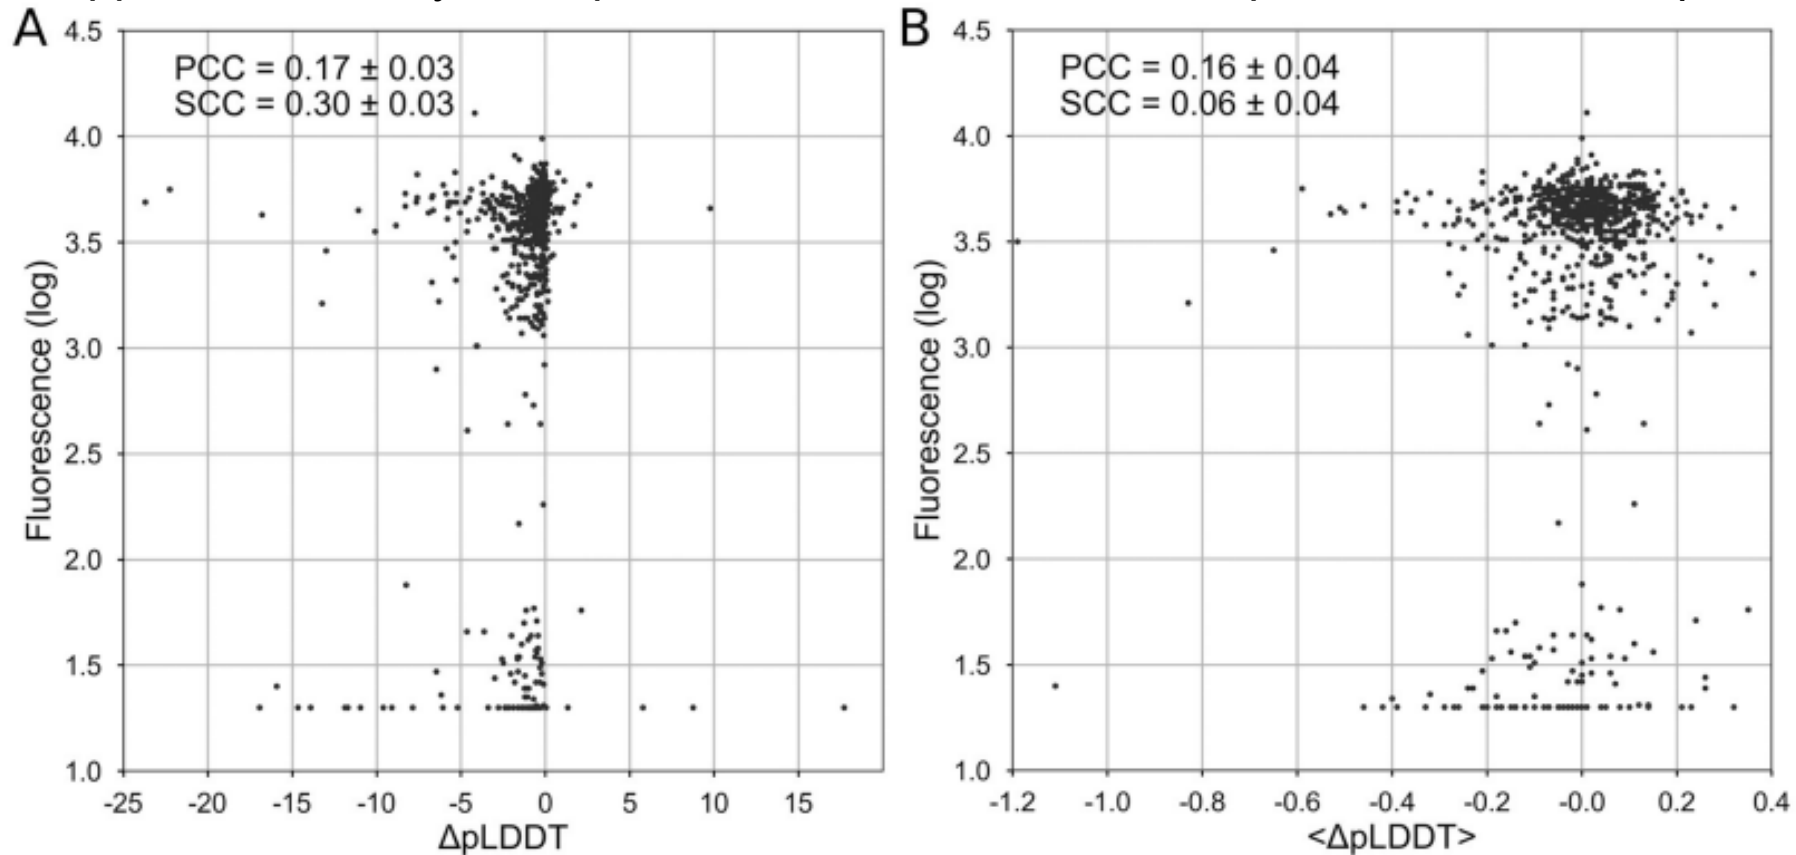 A
PCC = 0.17 ± 0.03
SCC = 0.30 ± 0.03
4.5
4.0
3.5
3.0
2.5
2.0
1.5
1.0
Fluorescence (log)
-25 -20 -15 -10 -5 0 5 10 15
ΔpLDDT
B
PCC = 0.16 ± 0.04
SCC = 0.06 ± 0.04
4.5
4.0
3.5
3.0
2.5
2.0
1.5
1.0
Fluorescence (log)
-1.2 -1.0 -0.8 -0.6 -0.4 -0.2 -0.0 0.2 0.4
<ΔpLDDT>